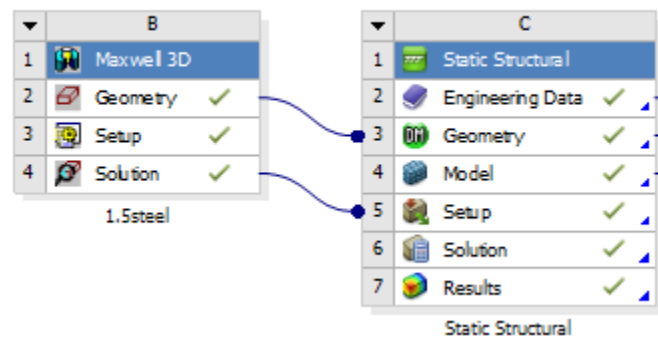 B
1 Maxwell 3D
2 Geometry
3 Setup
4 Solution
1.5steel
C
1 Static Structural
2 Engineering Data
3 DM Geometry
4 Model
5 Setup
6 Solution
7 Results
Static Structural